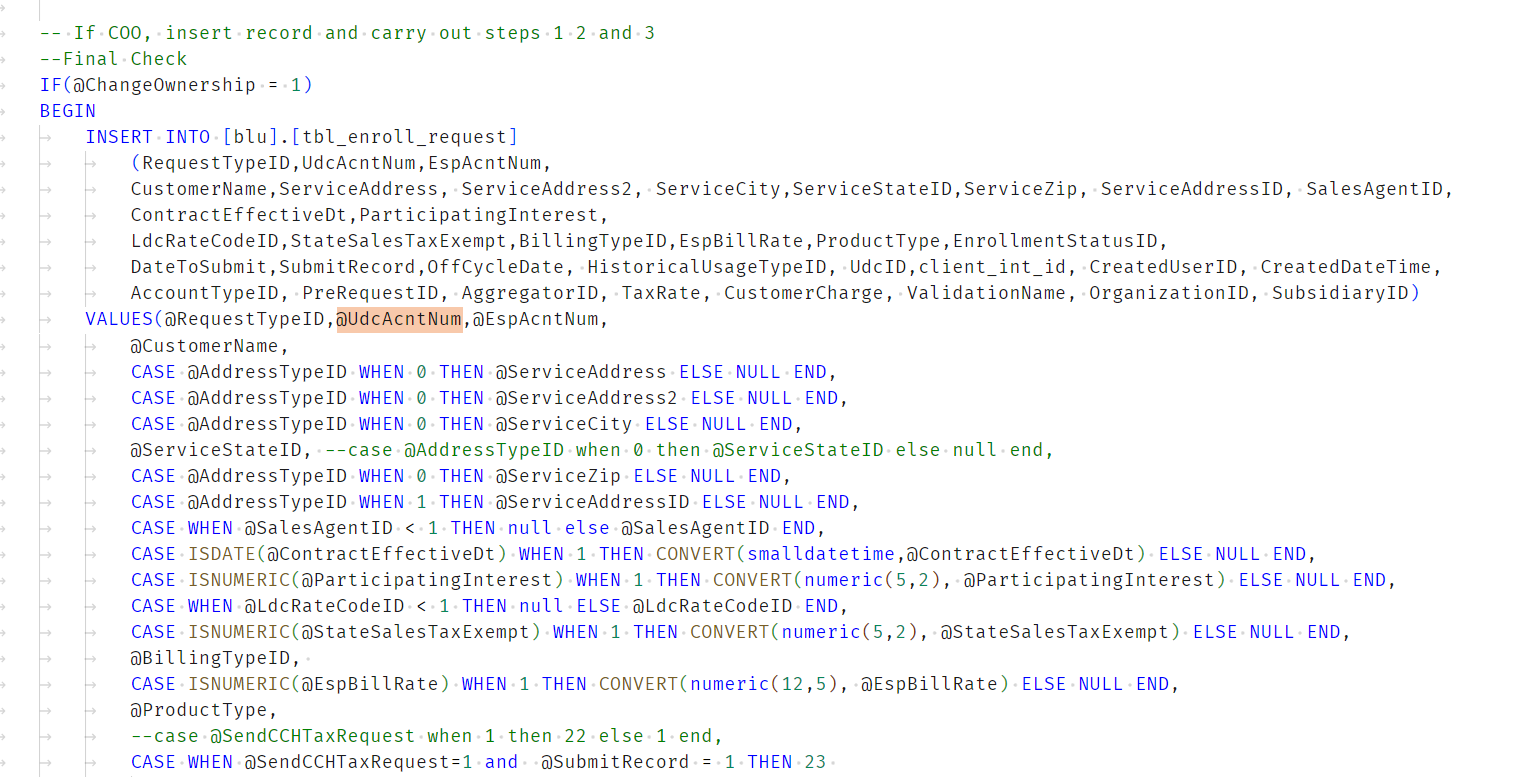 -- If COO, insert record and carry out steps 1 2 and 3
--Final Check
IF(@ChangeOwnership = 1)
BEGIN
INSERT INTO [blu].[tbl_enroll_request]
(RequestTypeID,UdcAcntNum,EspAcntNum,
CustomerName,ServiceAddress, ServiceAddress2, ServiceCity,ServiceStateID,ServiceZip, ServiceAddressID, SalesAgentID,
ContractEffectiveDt,ParticipatingInterest,
LdcRateCodeID,StateSalesTaxExempt,BillingTypeID,EspBillRate,ProductType,EnrollmentStatusID,
DateToSubmit,SubmitRecord,OffCycleDate, HistoricalUsageTypeID, UdcID,client_int_id, CreatedUserID, CreatedDateTime,
AccountTypeID, PreRequestID, AggregatorID, TaxRate, CustomerCharge, ValidationName, OrganizationID, SubsidiaryID)
VALUES(@RequestTypeID,@UdcAcntNum,@EspAcntNum,
@CustomerName,
CASE @AddressTypeID WHEN 0 THEN @ServiceAddress ELSE NULL END,
CASE @AddressTypeID WHEN 0 THEN @ServiceAddress2 ELSE NULL END,
CASE @AddressTypeID WHEN 0 THEN @ServiceCity ELSE NULL END,
@ServiceStateID, --case @AddressTypeID when 0 then @ServiceStateID else null end,
CASE @AddressTypeID WHEN 0 THEN @ServiceZip ELSE NULL END,
CASE @AddressTypeID WHEN 1 THEN @ServiceAddressID ELSE NULL END,
CASE WHEN @SalesAgentID < 1 THEN null else @SalesAgentID END,
CASE ISDATE(@ContractEffectiveDt) WHEN 1 THEN CONVERT(smalldatetime,@ContractEffectiveDt) ELSE NULL END,
CASE ISNUMERIC(@ParticipatingInterest) WHEN 1 THEN CONVERT(numeric(5,2), @ParticipatingInterest) ELSE NULL END,
CASE WHEN @LdcRateCodeID < 1 THEN null ELSE @LdcRateCodeID END,
CASE ISNUMERIC(@StateSalesTaxExempt) WHEN 1 THEN CONVERT(numeric(5,2), @StateSalesTaxExempt) ELSE NULL END,
@BillingTypeID,
CASE ISNUMERIC(@EspBillRate) WHEN 1 THEN CONVERT(numeric(12,5), @EspBillRate) ELSE NULL END,
@ProductType,
--case @SendCCHTaxRequest when 1 then 22 else 1 end,
CASE WHEN @SendCCHTaxRequest=1 and  @SubmitRecord = 1 THEN 23